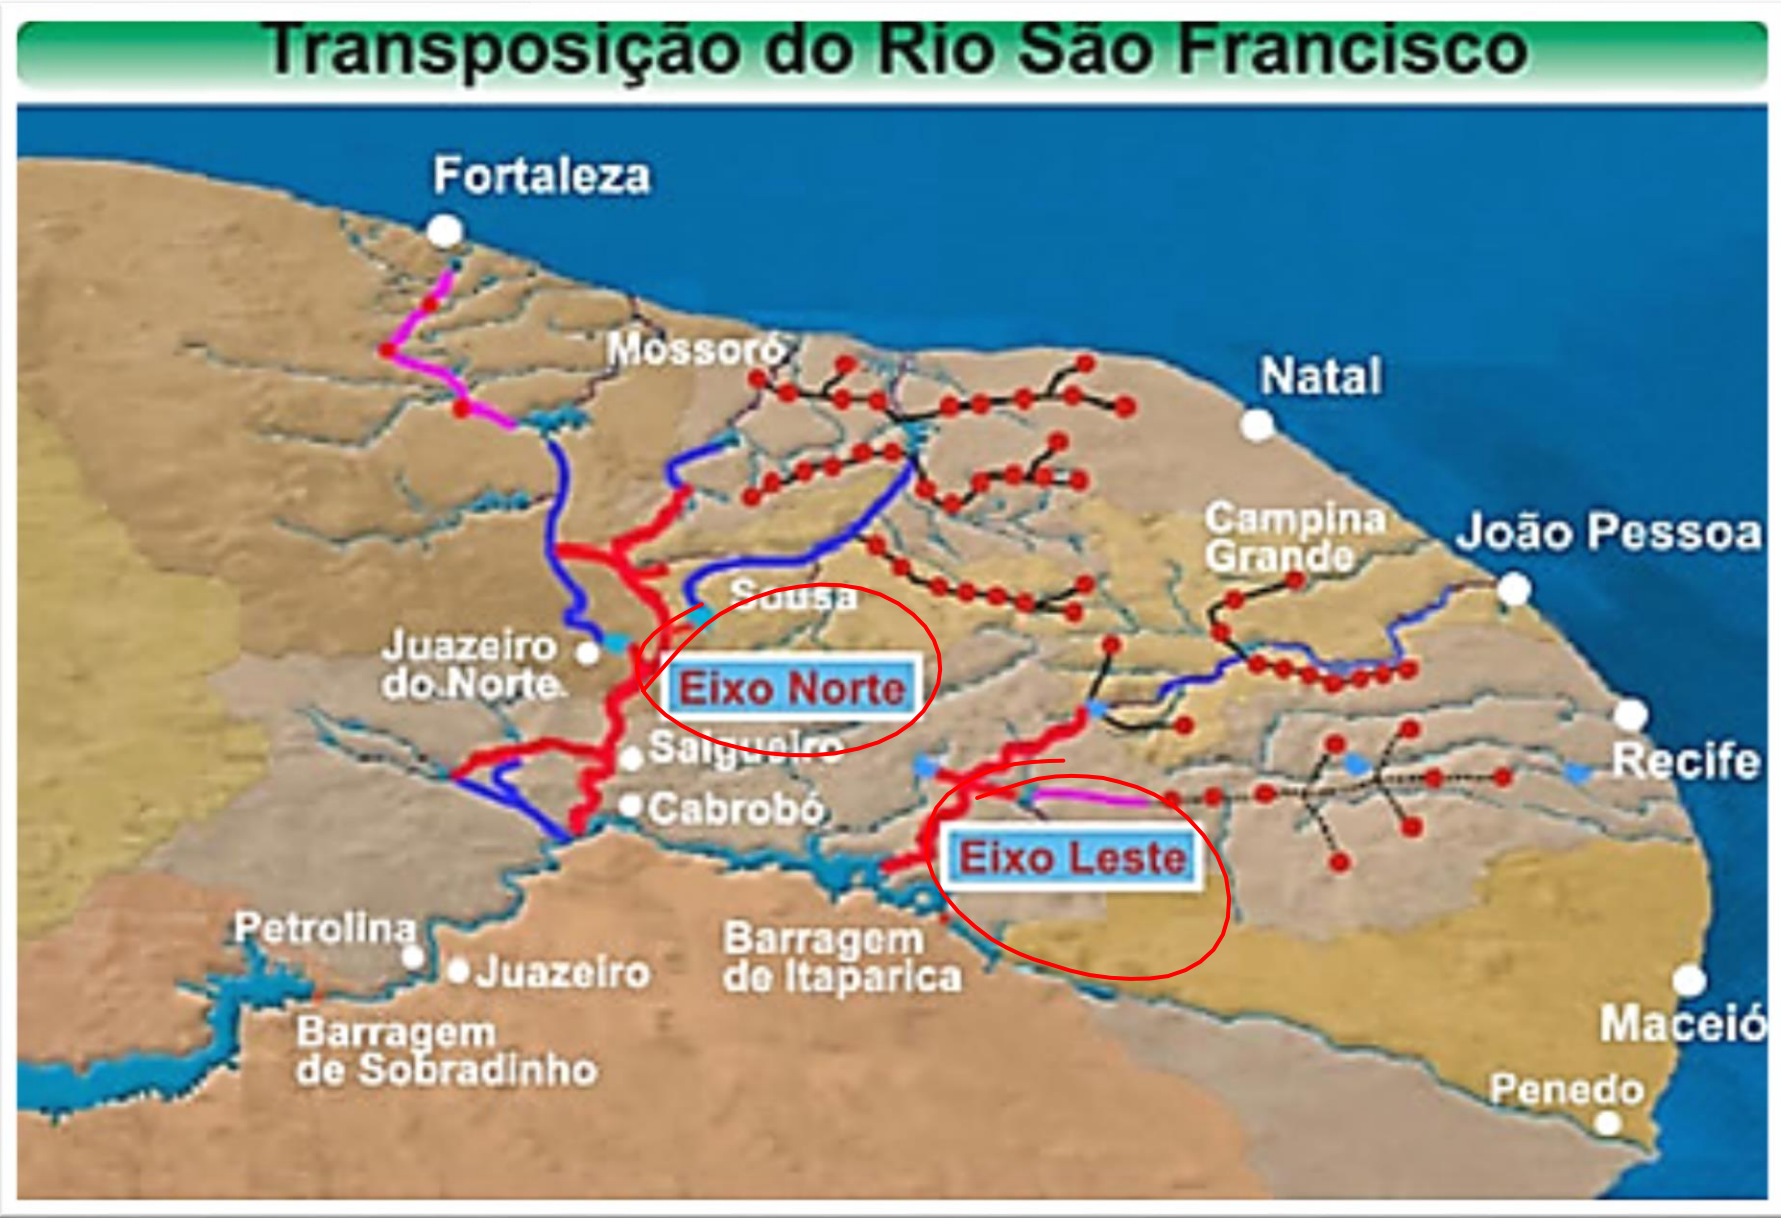 Transposição do Rio São Francisco
Fortaleza
Mossoró
Natal
Campina
Grande
João Pessoa
Sousa
Juazeiro
do Norte
Eixo Norte
Salgueiro
Recife
Cabrobó
Eixo Leste
Petrolina
Juazeiro
Barragem
de Itaparica
Barragem
de Sobradinho
Maceió
Penedo